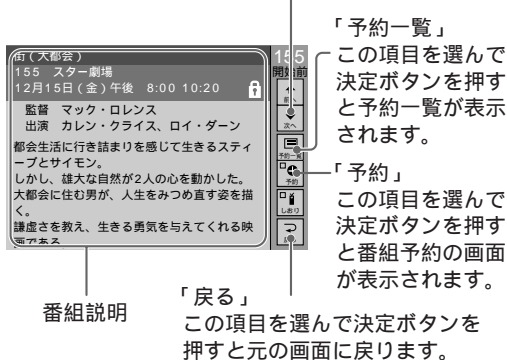 街(大都会)
155 スター劇場
12月15日(金)午後 8:00 10:20
監督 マック・ロレンス
出演 カレン・クライス、ロイ・ダーン
都会生活に行き詰まりを感じて生きるスティ
ーブとサイモン。
しかし、雄大な自然が2人の心を動かした。
大都会に住む男が、人生をみつめ直す姿を描
く。
謙虚さを教え、生きる勇気を与えてくれる映
画である
155
開始前
前へ
次へ
予約一覧
予約
しおり
戻る
「予約一覧」
この項目を選んで
決定ボタンを押す
と予約一覧が表示
されます。
「予約」
この項目を選んで
決定ボタンを押す
と番組予約の画面
が表示されます。
番組説明
「戻る」
この項目を選んで決定ボタンを
押すと元の画面に戻ります。